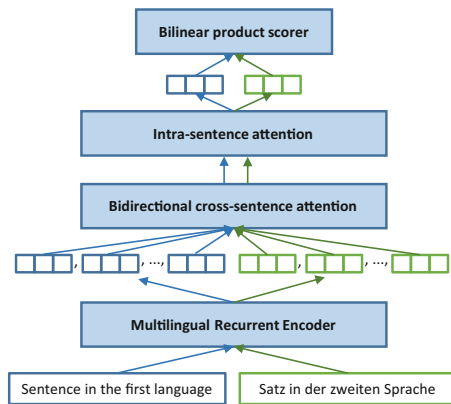 Bilinear product scorer
Intra-sentence attention
Bidirectional cross-sentence attention
, , ..., , , ...,
Multilingual Recurrent Encoder
Sentence in the first language
Satz in der zweiten Sprache